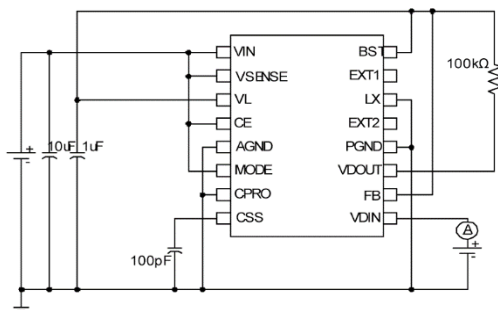 VIN BST
VSENSE EXT1
100kΩ
VL LX
CE EXT2
10uF 1uF
AGND PGND
MODE VDOUT
CPRO FB
CSS VDIN
A
100pF
+
-
+
-